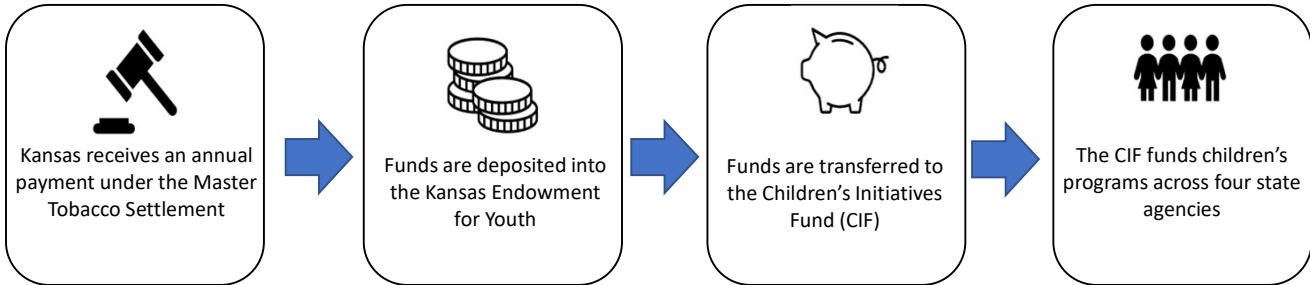 Kansas receives an annual
payment under the Master
Tobacco Settlement
Funds are deposited into
the Kansas Endowment
for Youth
Funds are transferred to
the Children’s Initiatives
Fund (CIF)
The CIF funds children’s
programs across four state
agencies